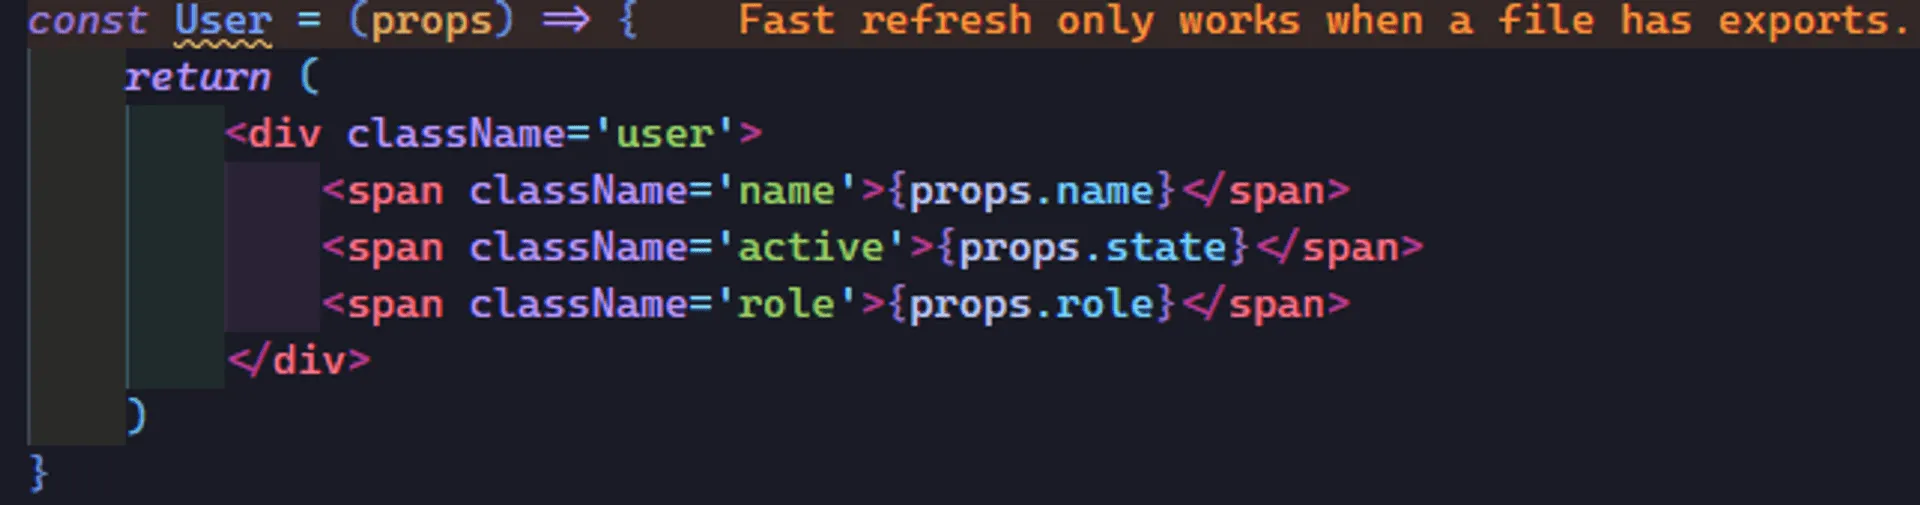 const User = (props) => {    Fast refresh only works when a file has exports.
    return (
        <div className='user'>
            <span className='name'>{props.name}</span>
            <span className='active'>{props.state}</span>
            <span className='role'>{props.role}</span>
        </div>
    )
}